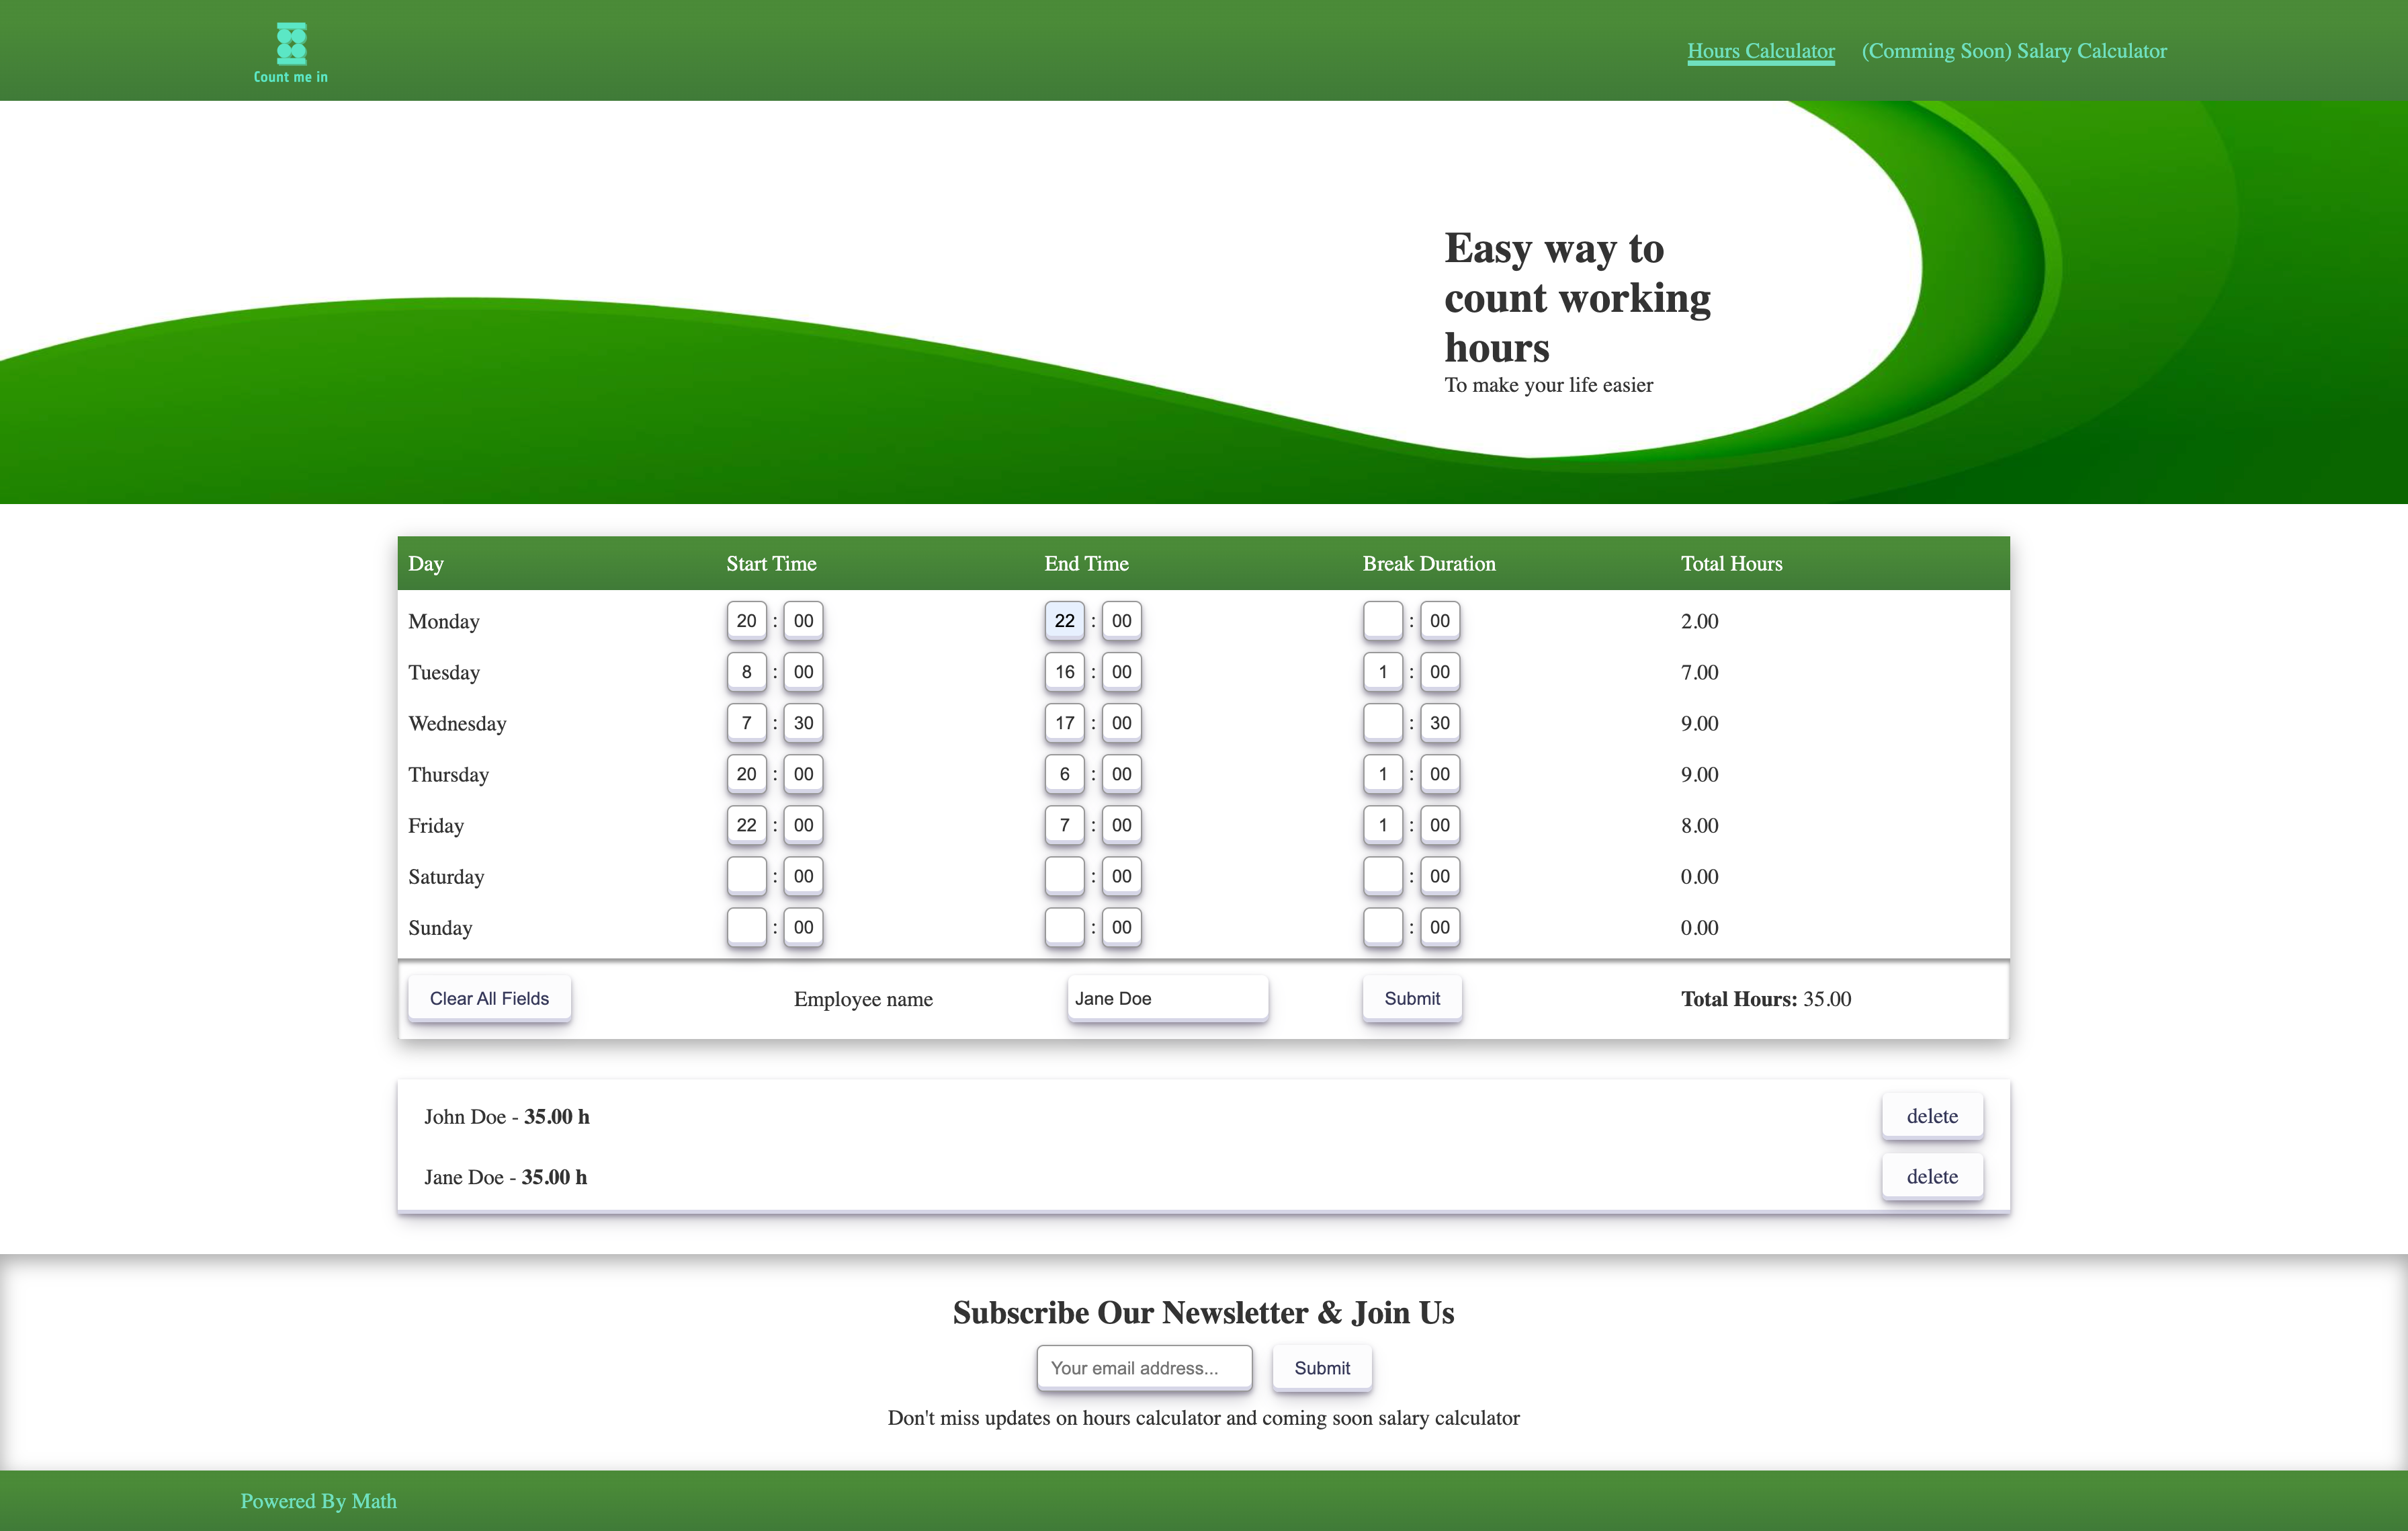 Count me in
Hours Calculator (Comming Soon) Salary Calculator
Easy way to
count working
hours
To make your life easier
Day Start Time End Time Break Duration Total Hours
Monday 20 : 00 22 : 00 : 00 2.00
Tuesday 8 : 00 16 : 00 1 : 00 7.00
Wednesday 7 : 30 17 : 00 : 30 9.00
Thursday 20 : 00 6 : 00 1 : 00 9.00
Friday 22 : 00 7 : 00 1 : 00 8.00
Saturday : 00 : 00 : 00 0.00
Sunday : 00 : 00 : 00 0.00
Clear All Fields Employee name Jane Doe Submit Total Hours: 35.00
John Doe - 35.00 h delete
Jane Doe - 35.00 h delete
Subscribe Our Newsletter & Join Us
Your email address... Submit
Don't miss updates on hours calculator and coming soon salary calculator
Powered By Math